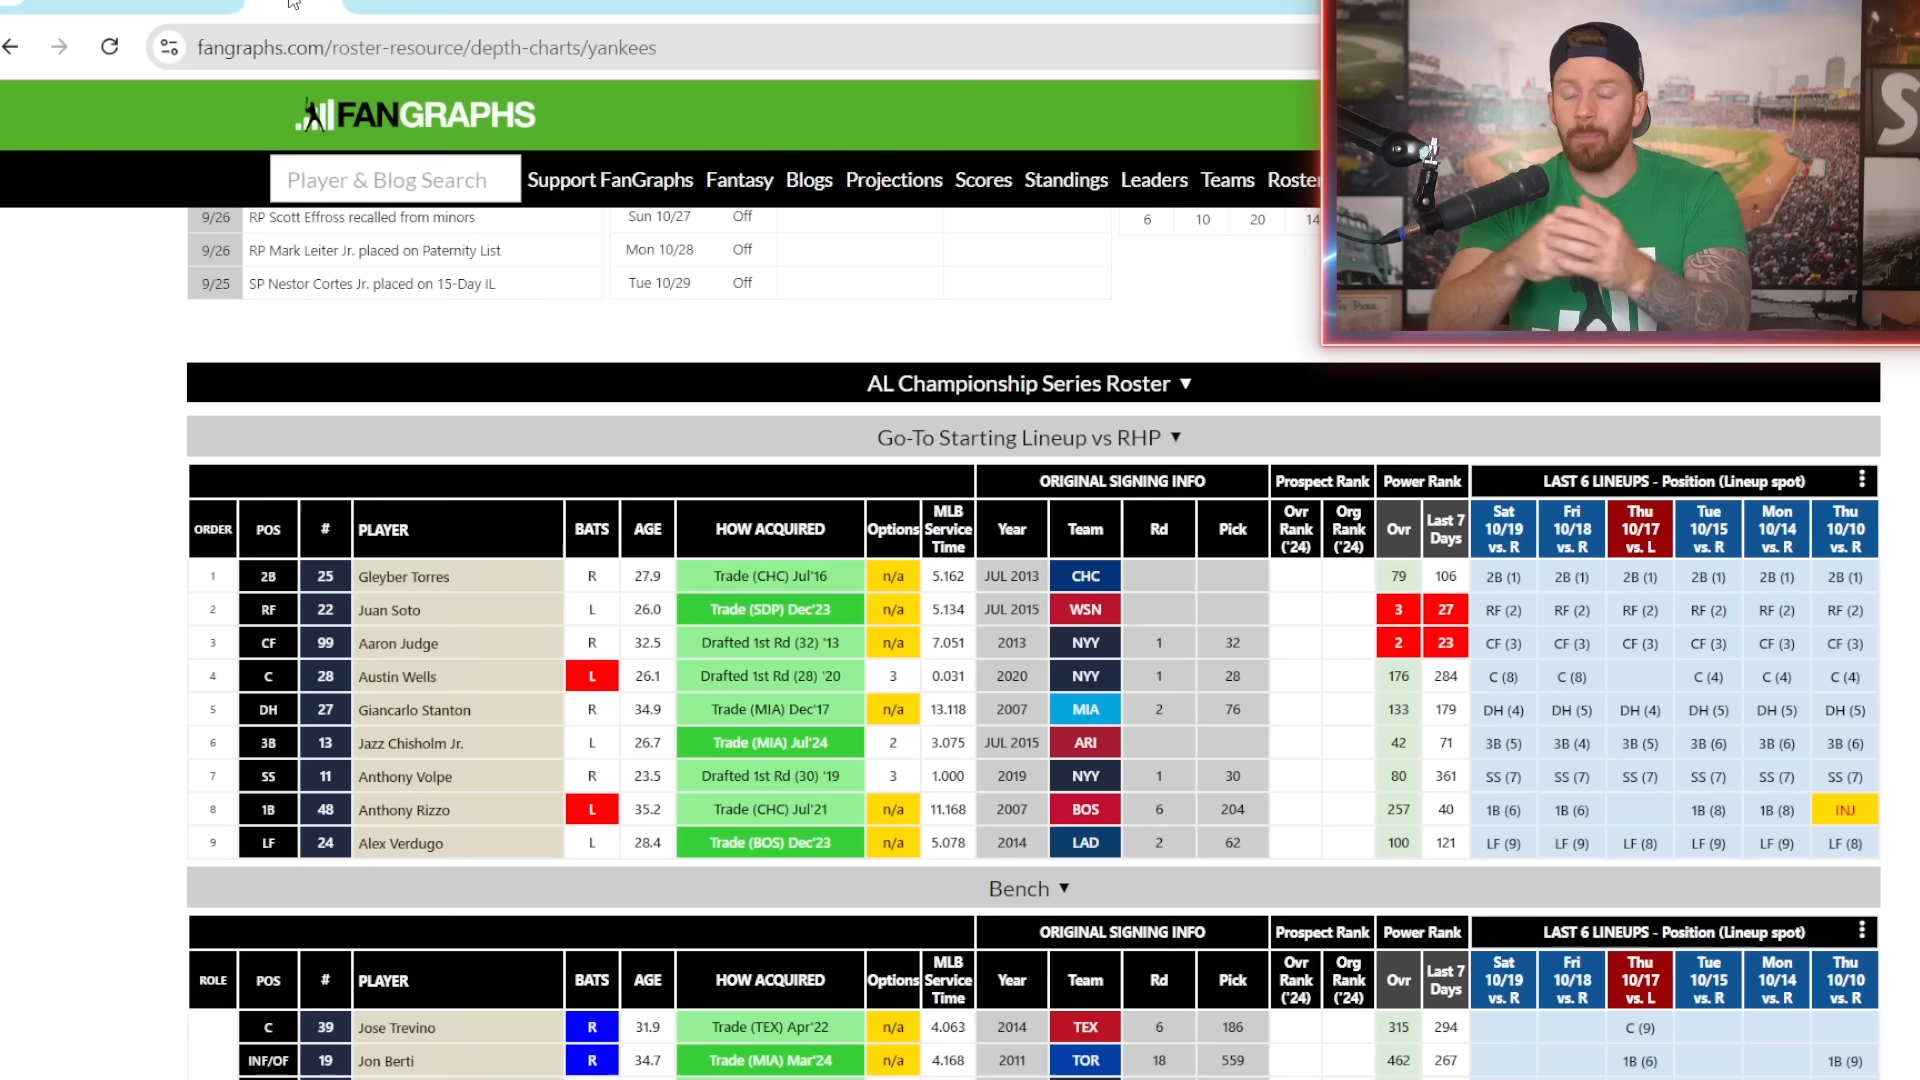 fangraphs.com/roster-resource/depth-charts/yankees
FANGRAPHS
Player & Blog Search Support FanGraphs Fantasy Blogs Projections Scores Standings Leaders Teams Roster
9/26 RP Scott Effross recalled from minors Sun 10/27 Off 6 10 20 14
9/26 RP Mark Leiter Jr. placed on Paternity List Mon 10/28 Off
9/25 SP Nestor Cortes Jr. placed on 15-Day IL Tue 10/29 Off
AL Championship Series Roster ▼
Go-To Starting Lineup vs RHP ▼
ORIGINAL SIGNING INFO Prospect Rank Power Rank LAST 6 LINEUPS - Position (Lineup spot)
ORDER POS # PLAYER BATS AGE HOW ACQUIRED Options MLB Service Time Year Team Rd Pick Ovr Rank ('24) Org Rank ('24) Ovr Last 7 Days Sat 10/19 vs. R Fri 10/18 vs. R Thu 10/17 vs. L Tue 10/15 vs. R Mon 10/14 vs. R Thu 10/10 vs. R
1 2B 25 Gleyber Torres R 27.9 Trade (CHC) Jul'16 n/a 5.162 JUL 2013 CHC 79 106 2B (1) 2B (1) 2B (1) 2B (1) 2B (1) 2B (1)
2 RF 22 Juan Soto L 26.0 Trade (SDP) Dec'23 n/a 5.134 JUL 2015 WSN 3 27 RF (2) RF (2) RF (2) RF (2) RF (2) RF (2)
3 CF 99 Aaron Judge R 32.5 Drafted 1st Rd (32) '13 n/a 7.051 2013 NYY 1 32 2 23 CF (3) CF (3) CF (3) CF (3) CF (3) CF (3)
4 C 28 Austin Wells L 26.1 Drafted 1st Rd (28) '20 3 0.031 2020 NYY 1 28 176 284 C (8) C (8) C (4) C (4) C (4)
5 DH 27 Giancarlo Stanton R 34.9 Trade (MIA) Dec'17 n/a 13.118 2007 MIA 2 76 133 179 DH (4) DH (5) DH (4) DH (5) DH (5) DH (5)
6 3B 13 Jazz Chisholm Jr. L 26.7 Trade (MIA) Jul'24 2 3.075 JUL 2015 ARI 42 71 3B (5) 3B (4) 3B (5) 3B (6) 3B (6) 3B (6)
7 SS 11 Anthony Volpe R 23.5 Drafted 1st Rd (30) '19 3 1.000 2019 NYY 1 30 80 361 SS (7) SS (7) SS (7) SS (7) SS (7) SS (7)
8 1B 48 Anthony Rizzo L 35.2 Trade (CHC) Jul'21 n/a 11.168 2007 BOS 6 204 257 40 1B (6) 1B (6) 1B (8) 1B (8) INJ
9 LF 24 Alex Verdugo L 28.4 Trade (BOS) Dec'23 n/a 5.078 2014 LAD 2 62 100 121 LF (9) LF (9) LF (8) LF (9) LF (9) LF (8)
Bench ▼
ORIGINAL SIGNING INFO Prospect Rank Power Rank LAST 6 LINEUPS - Position (Lineup spot)
ROLE POS # PLAYER BATS AGE HOW ACQUIRED Options MLB Service Time Year Team Rd Pick Ovr Rank ('24) Org Rank ('24) Ovr Last 7 Days Sat 10/19 vs. R Fri 10/18 vs. R Thu 10/17 vs. L Tue 10/15 vs. R Mon 10/14 vs. R Thu 10/10 vs. R
C 39 Jose Trevino R 31.9 Trade (TEX) Apr'22 n/a 4.063 2014 TEX 6 186 315 294 C (9)
INF/OF 19 Jon Berti R 34.7 Trade (MIA) Mar'24 n/a 4.168 2011 TOR 18 559 462 267 1B (6) 1B (9)